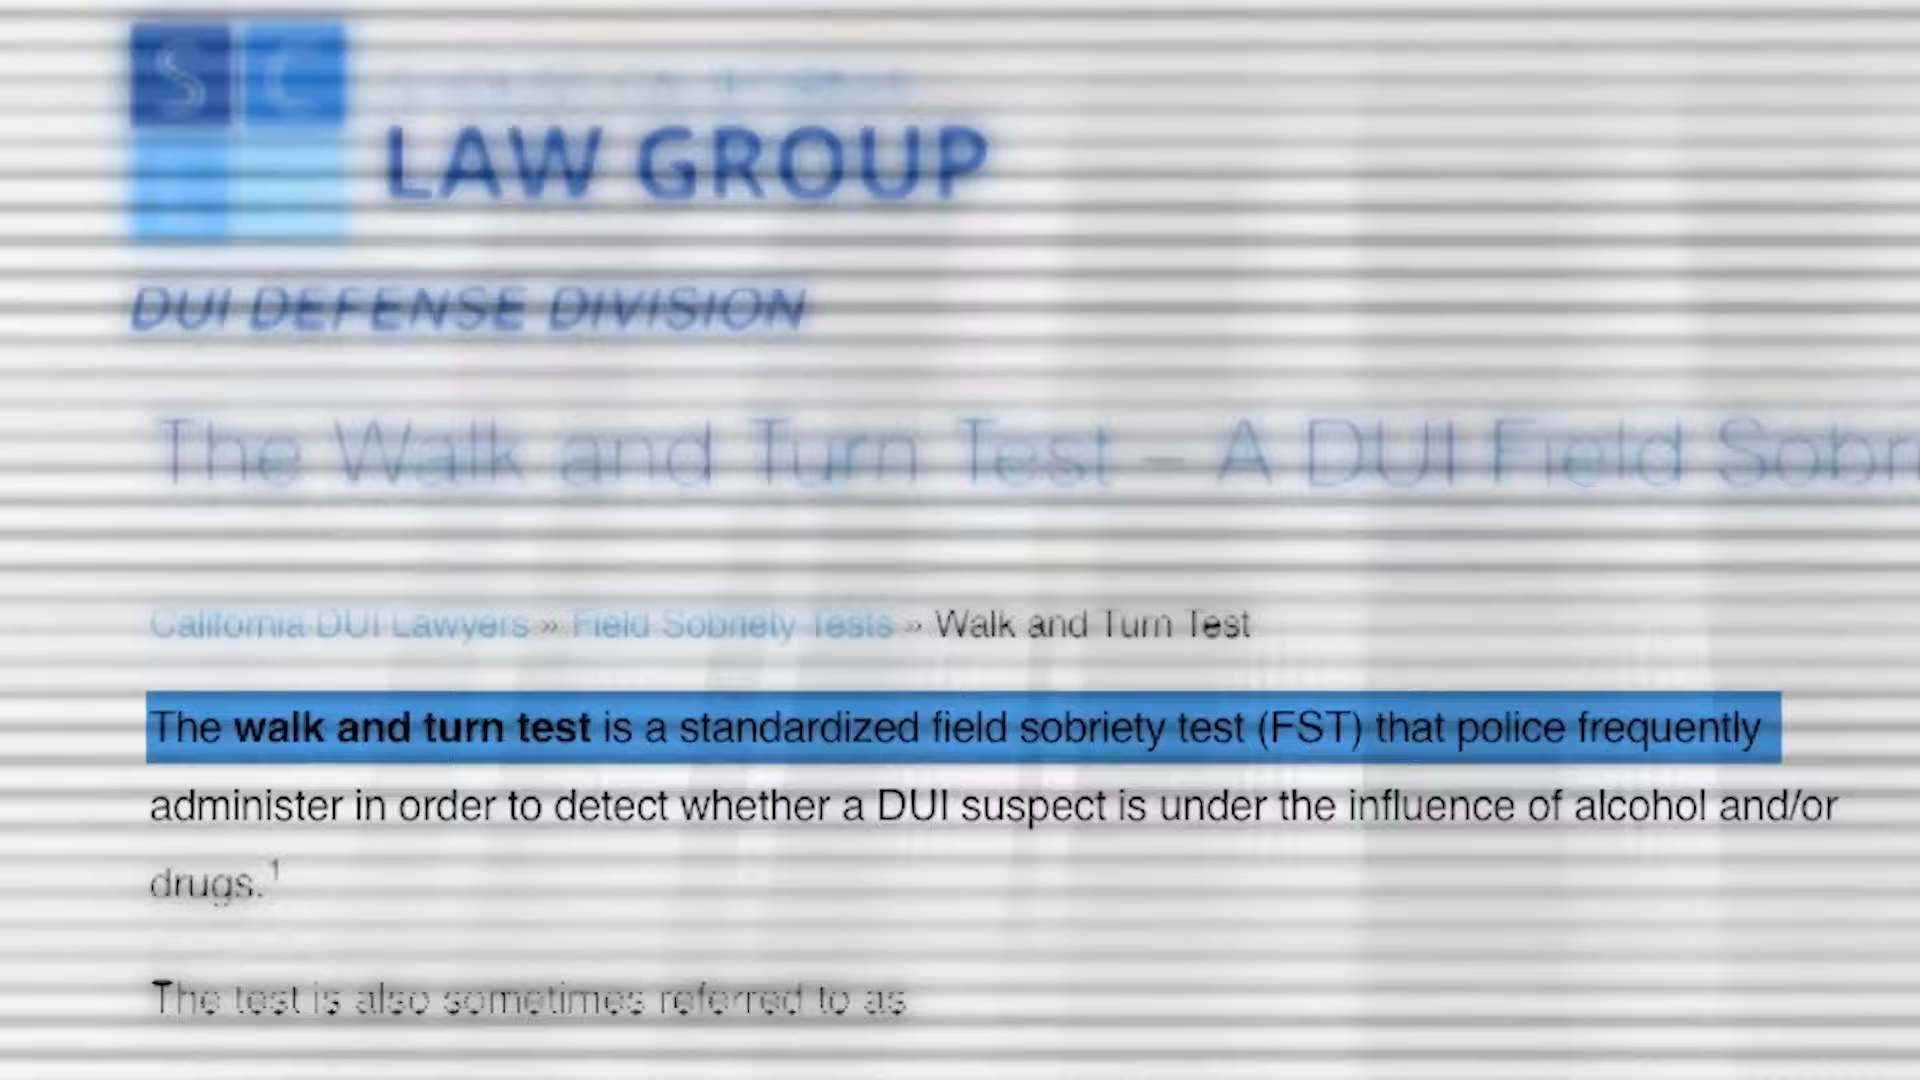 S C
LAW GROUP
DUI DEFENSE DIVISION
The Walk and Turn Test – A DUI Field
California DUI Lawyers » Field Sobriety Tests » Walk and Turn Test
The walk and turn test is a standardized field sobriety test (FST) that police frequently
administer in order to detect whether a DUI suspect is under the influence of alcohol and/or
drugs.¹
The test is also sometimes referred to as